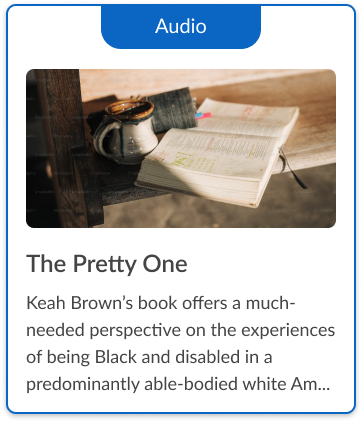 Audio
The Pretty One
Keah Brown’s book offers a much-
needed perspective on the experiences
of being Black and disabled in a
predominantly able-bodied white Am...